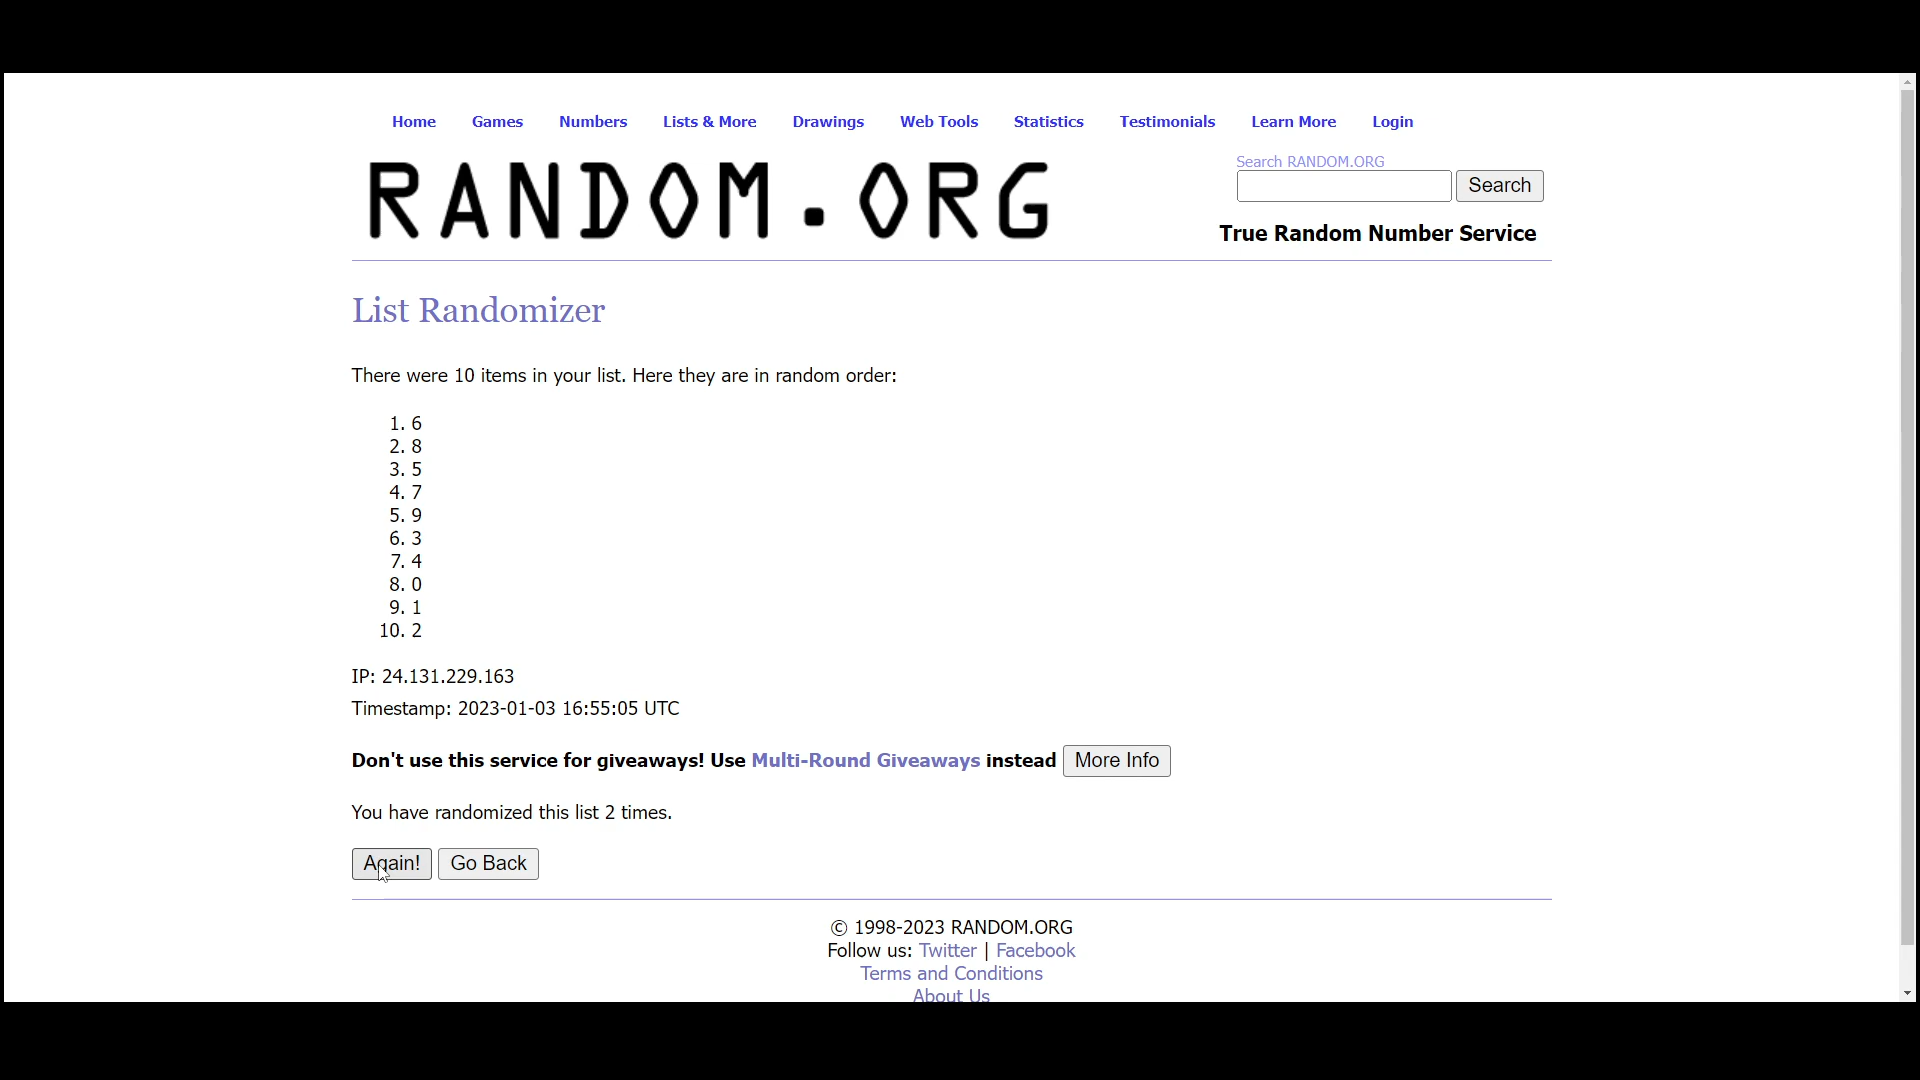 Home Games Numbers Lists & More Drawings Web Tools Statistics Testimonials Learn More Login
RANDOM.ORG
Search RANDOM.ORG
Search
True Random Number Service
List Randomizer
There were 10 items in your list. Here they are in random order:
1. 6
2. 8
3. 5
4. 7
5. 9
6. 3
7. 4
8. 0
9. 1
10. 2
IP: 24.131.229.163
Timestamp: 2023-01-03 16:55:05 UTC
Don't use this service for giveaways! Use Multi-Round Giveaways instead More Info
You have randomized this list 2 times.
Again! Go Back
© 1998-2023 RANDOM.ORG
Follow us: Twitter | Facebook
Terms and Conditions
About Us